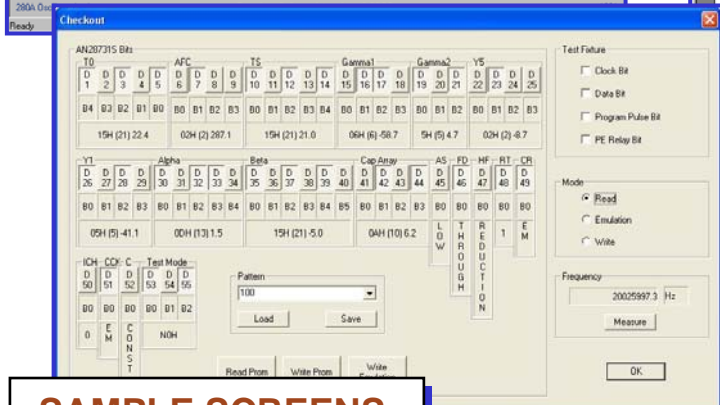 280A Osc
Ready
Checkout
AN28731S Bits
T0 AFC TS Gamma1 Gamma2 Y5
D D D D D D D D D D D D D D D D D D D D D D D D D
1 2 3 4 5 6 7 8 9 10 11 12 13 14 15 16 17 18 19 20 21 22 23 24 25
B4 B3 B2 B1 B0 B0 B1 B2 B3 B0 B1 B2 B3 B4 B0 B1 B2 B3 B0 B1 B2 B0 B1 B2 B3
15H (21) 22.4 02H (2) 287.1 15H (21) 21.0 06H (6) -58.7 5H (5) 4.7 02H (2) -8.7
Y1 Alpha Beta Cap Array AS FD HF RT CR
D D D D D D D D D D D D D D D D D D D D D D D D
26 27 28 29 30 31 32 33 34 35 36 37 38 39 40 41 42 43 44 45 46 47 48 49
B0 B1 B2 B3 B0 B1 B2 B3 B4 B0 B1 B2 B3 B4 B5 B0 B1 B2 B3 B0 B0 B0 B0 B0
05H (5) -41.1 0DH (13) 1.5 15H (21) -5.0 0AH (10) 6.2 LOW THROUGH REDUCTION 1 EM
ICH C Test Mode
D D D D D D
50 51 52 53 54 55
B0 B0 B0 B0 B1 B2
0 EM CONST N0H
Pattern
100
Load Save
Read Prom Write Prom Write
Test Fixture
Clock Bit
Data Bit
Program Pulse Bit
PE Relay Bit
Mode
Read
Emulation
Write
Frequency
20025997.3 Hz
Measure
OK
SAMPLE SCREENS